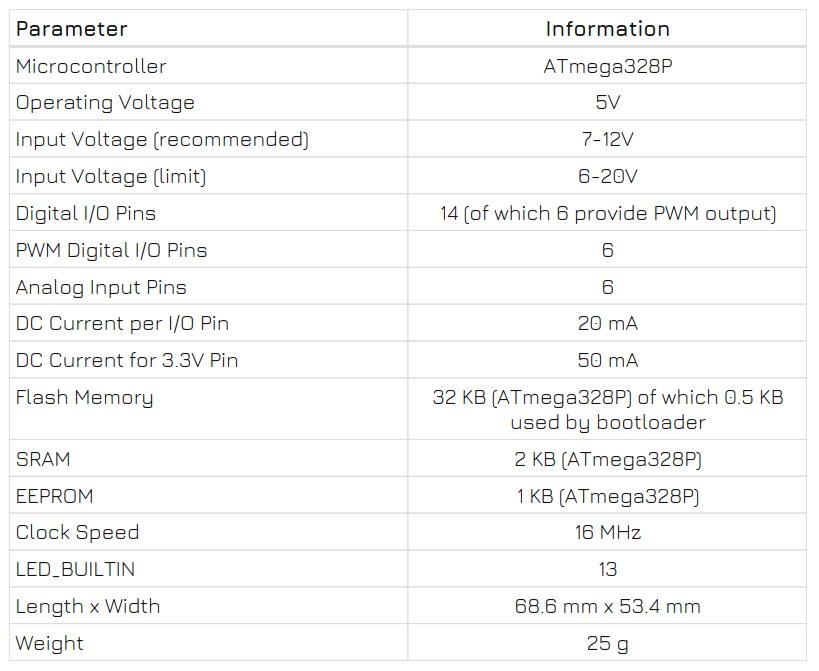 Parameter Information
Microcontroller ATmega328P
Operating Voltage 5V
Input Voltage (recommended) 7-12V
Input Voltage (limit) 6-20V
Digital I/O Pins 14 (of which 6 provide PWM output)
PWM Digital I/O Pins 6
Analog Input Pins 6
DC Current per I/O Pin 20 mA
DC Current for 3.3V Pin 50 mA
Flash Memory 32 KB (ATmega328P) of which 0.5 KB
used by bootloader
SRAM 2 KB (ATmega328P)
EEPROM 1 KB (ATmega328P)
Clock Speed 16 MHz
LED_BUILTIN 13
Length x Width 68.6 mm x 53.4 mm
Weight 25 g